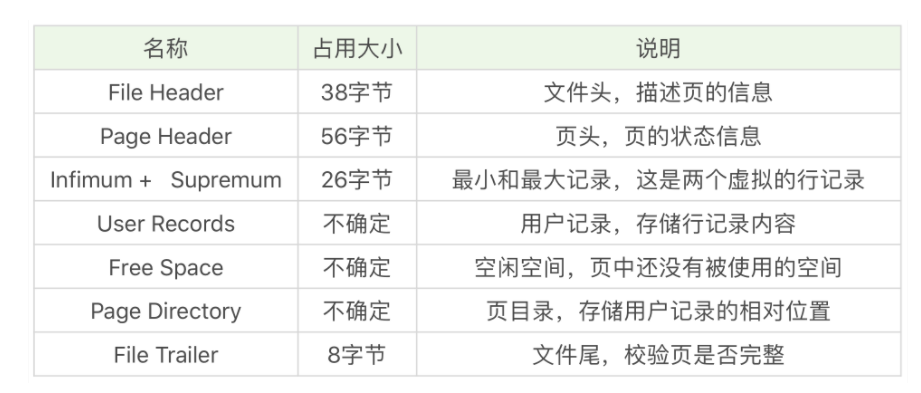 名称 占用大小 说明
File Header 38字节 文件头，描述页的信息
Page Header 56字节 页头，页的状态信息
Infimum + Supremum 26字节 最小和最大记录，这是两个虚拟的行记录
User Records 不确定 用户记录，存储行记录内容
Free Space 不确定 空闲空间，页中还没有被使用的空间
Page Directory 不确定 页目录，存储用户记录的相对位置
File Trailer 8字节 文件尾，校验页是否完整